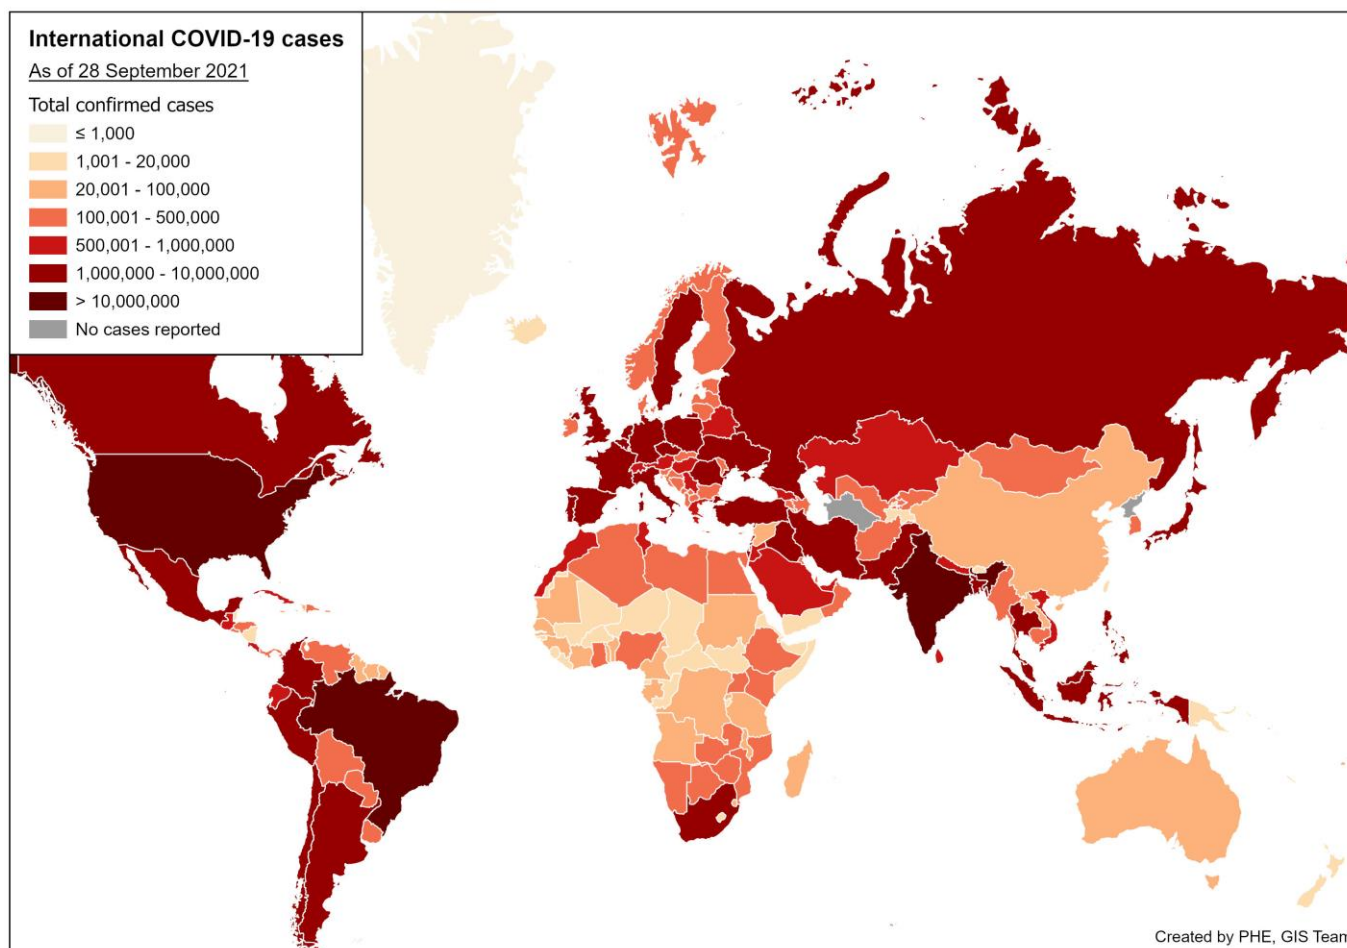 International COVID-19 cases
As of 28 September 2021
Total confirmed cases
≤ 1,000
1,001 - 20,000
20,001 - 100,000
100,001 - 500,000
500,001 - 1,000,000
1,000,000 - 10,000,000
> 10,000,000
No cases reported
Created by PHE, GIS Team